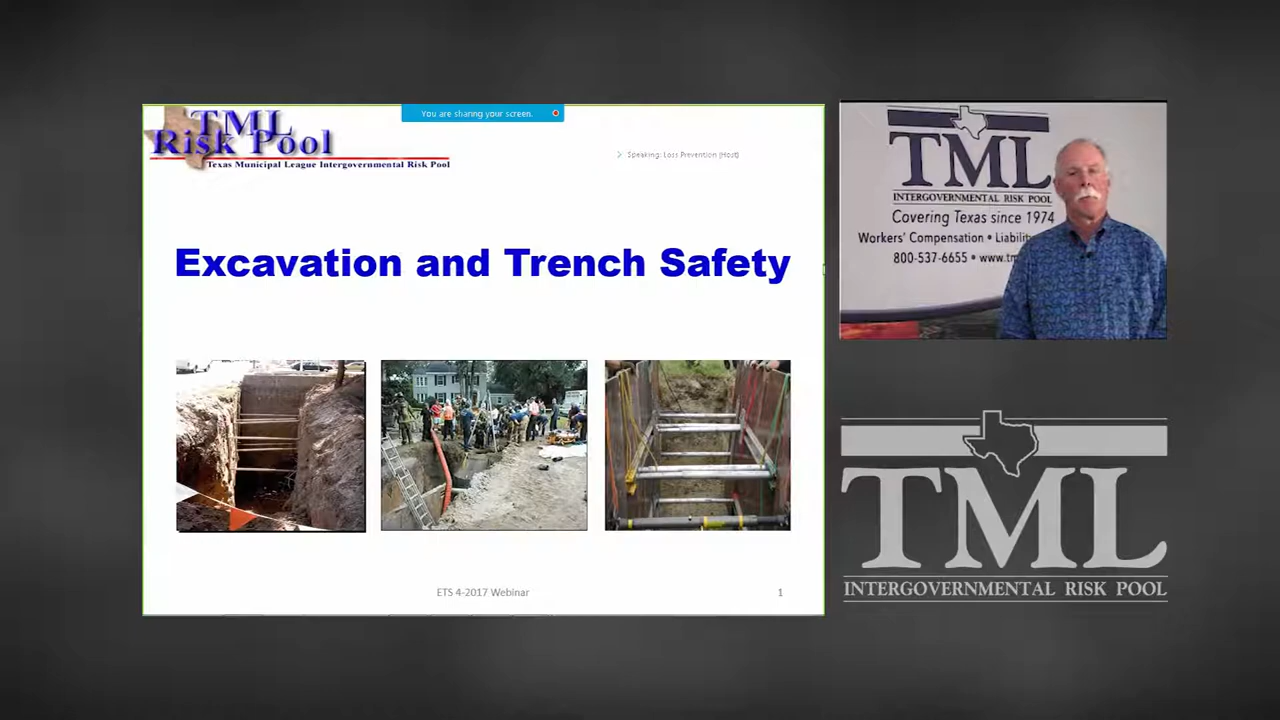 TML
Risk Pool
Texas Municipal League Intergovernmental Risk Pool
You are sharing your screen.
Speaking: Loss Prevention (Host)
Excavation and Trench Safety
ETS 4-2017 Webinar
1
TML
INTERGOVERNMENTAL RISK POOL
Covering Texas since 1974
Workers' Compensation • Liability
800-537-6655 • www.tm
TML
INTERGOVERNMENTAL RISK POOL